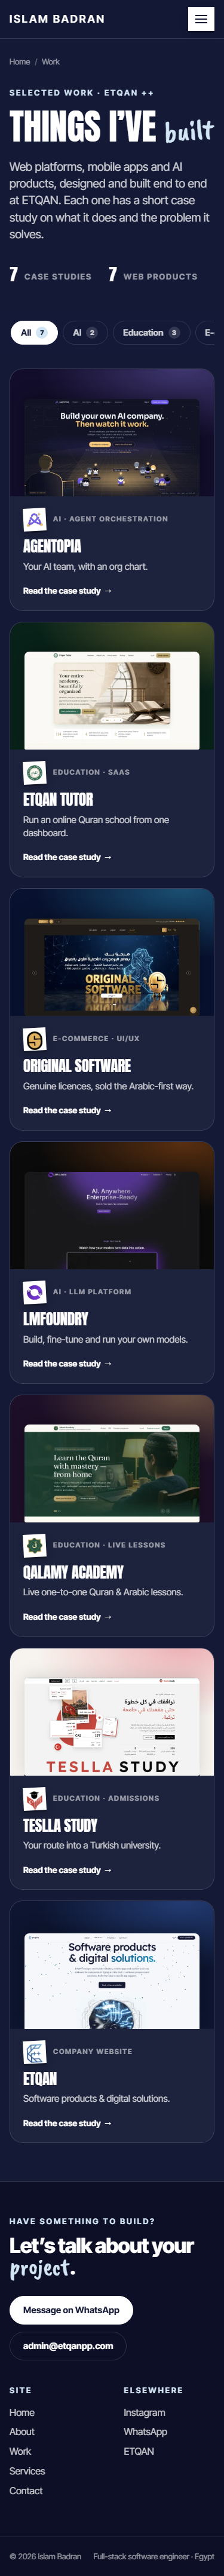 ISLAM BADRAN
Home / Work
SELECTED WORK · ETQAN ++
THINGS I'VE built
Web platforms, mobile apps and AI
products, designed and built end to end
at ETQAN. Each one has a short case
study on what it does and the problem it
solves.
7 CASE STUDIES 7 WEB PRODUCTS
All 7 AI 2 Education 3 E-
Build your own AI company.
Then watch it work.
AI · AGENT ORCHESTRATION
AGENTOPIA
Your AI team, with an org chart.
Read the case study →
Your entire
academy,
beautifully
organised
EDUCATION · SAAS
ETQAN TUTOR
Run an online Quran school from one
dashboard.
Read the case study →
ORIGINAL
SOFTWARE
E-COMMERCE · UI/UX
ORIGINAL SOFTWARE
Genuine licences, sold the Arabic-first way.
Read the case study →
AI. Anywhere.
Enterprise-Ready
AI · LLM PLATFORM
LMFOUNDRY
Build, fine-tune and run your own models.
Read the case study →
Learn the Quran
with mastery —
from home
EDUCATION · LIVE LESSONS
QALAMY ACADEMY
Live one-to-one Quran & Arabic lessons.
Read the case study →
نرافقك في كل
خطوة
TESLLA STUDY
EDUCATION · ADMISSIONS
TESLLA STUDY
Your route into a Turkish university.
Read the case study →
Software products
& digital solutions.
COMPANY WEBSITE
ETQAN
Software products & digital solutions.
Read the case study →
HAVE SOMETHING TO BUILD?
Let's talk about your
project.
Message on WhatsApp
admin@etqanpp.com
SITE ELSEWHERE
Home Instagram
About WhatsApp
Work ETQAN
Services
Contact
© 2026 Islam Badran Full-stack software engineer · Egypt